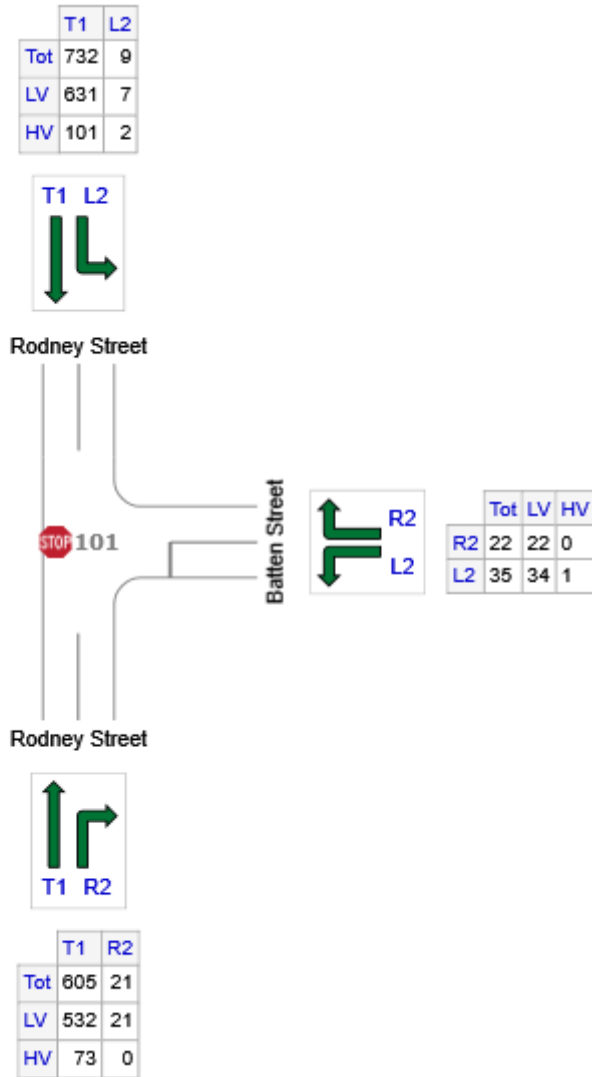 T1 L2
Tot 732 9
LV 631 7
HV 101 2
T1 L2
Rodney Street
STOP 101
Batten Street
R2
L2
Tot LV HV
R2 22 22 0
L2 35 34 1
Rodney Street
T1 R2
T1 R2
Tot 605 21
LV 532 21
HV 73 0